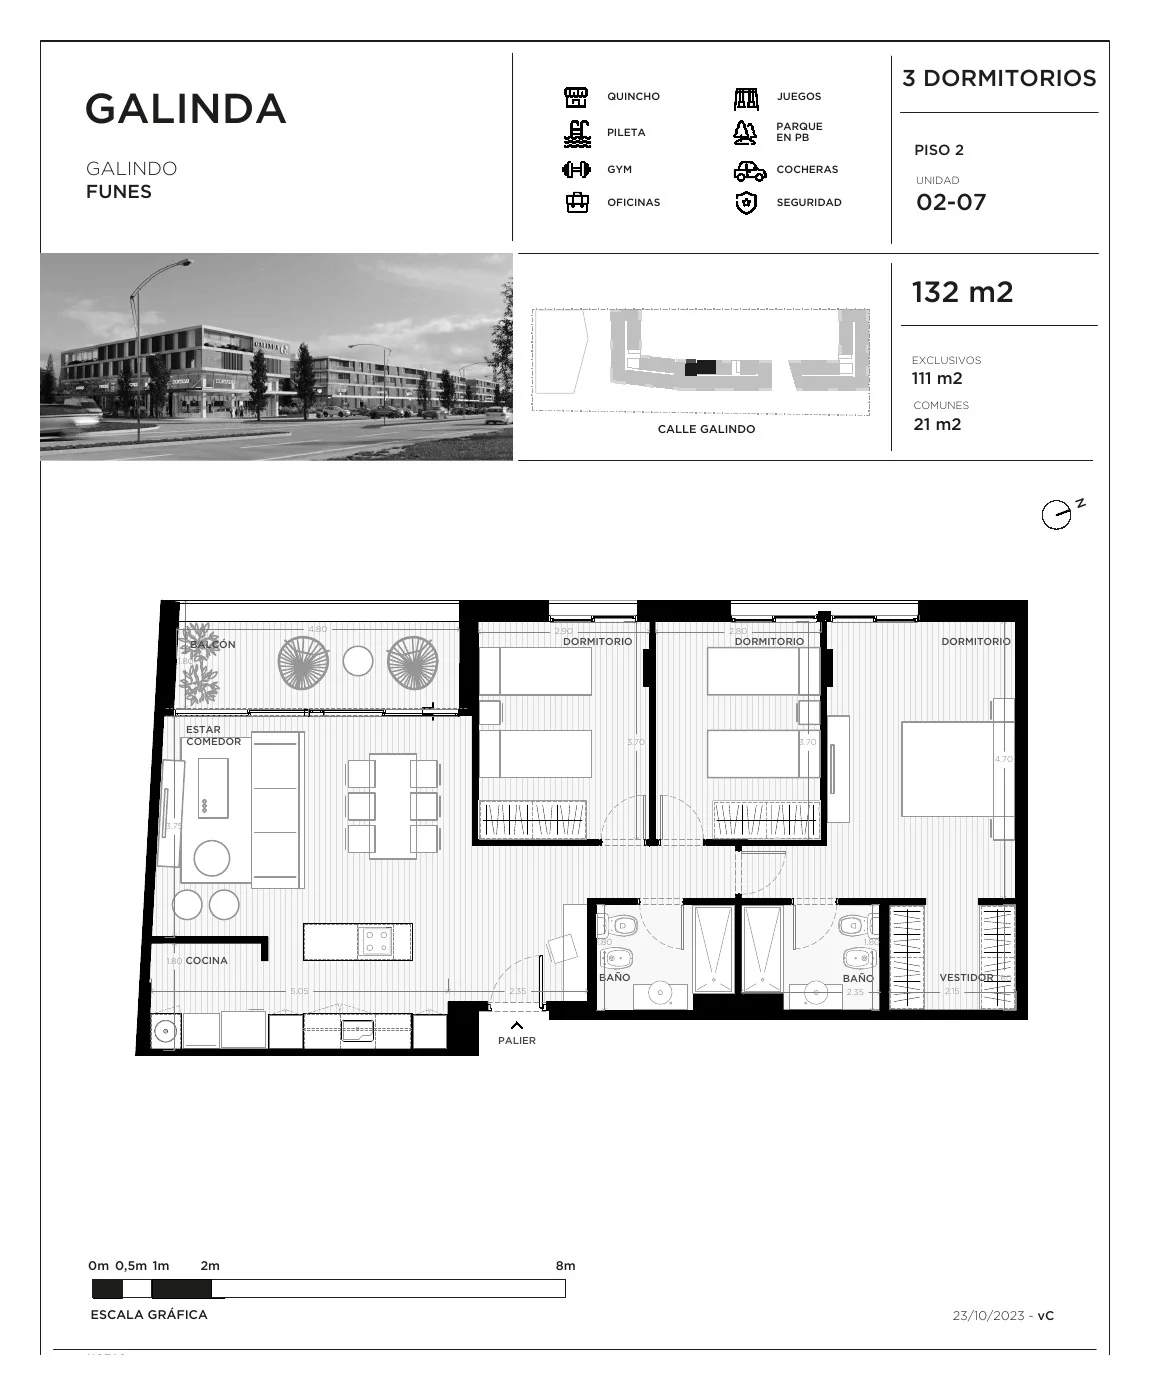 GALINDA
GALINDO
FUNES
QUINCHO
PILETA
GYM
OFICINAS
JUEGOS
PARQUE
EN PB
COCHERAS
SEGURIDAD
3 DORMITORIOS
PISO 2
UNIDAD
02-07
CALLE GALINDO
132 m2
EXCLUSIVOS
111 m2
COMUNES
21 m2
N
4.80
BALCÓN
1.80
2.90
DORMITORIO
2.80
DORMITORIO
DORMITORIO
ESTAR
COMEDOR
3.70
3.70
4.70
3.75
1.80
COCINA
5.05
2.35
1.80
BAÑO
1.80
BAÑO
2.35
VESTIDOR
2.15
PALIER
0m 0,5m 1m 2m 8m
ESCALA GRÁFICA
23/10/2023 - vC